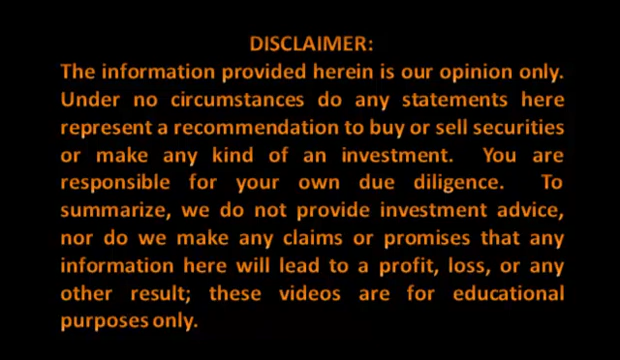 DISCLAIMER:
The information provided herein is our opinion only.
Under no circumstances do any statements here
represent a recommendation to buy or sell securities
or make any kind of an investment. You are
responsible for your own due diligence. To
summarize, we do not provide investment advice,
nor do we make any claims or promises that any
information here will lead to a profit, loss, or any
other result; these videos are for educational
purposes only.